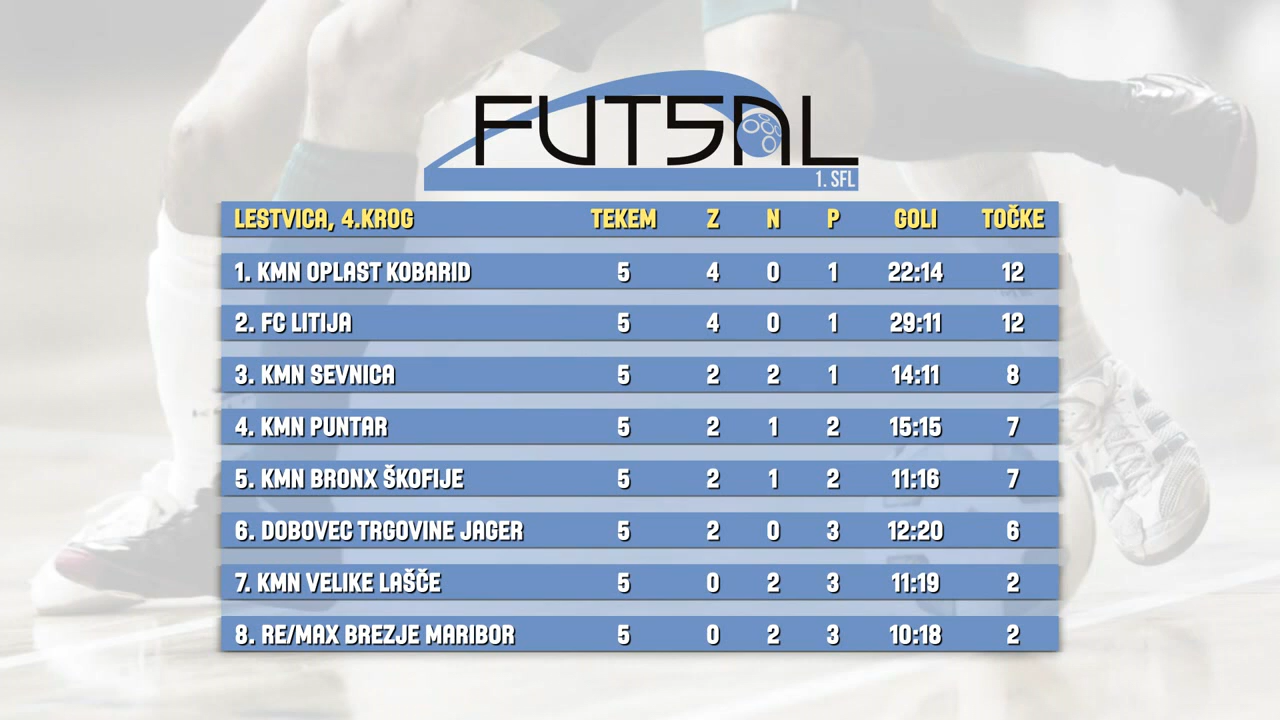 FUTSAL
1. SFL
LESTVICA, 4.KROG TEKEM Z N P GOLI TOČKE
1. KMN OPLAST KOBARID 5 4 0 1 22:14 12
2. FC LITIJA 5 4 0 1 29:11 12
3. KMN SEVNICA 5 2 2 1 14:11 8
4. KMN PUNTAR 5 2 1 2 15:15 7
5. KMN BRONX ŠKOFIJE 5 2 1 2 11:16 7
6. DOBOVEC TRGOVINE JAGER 5 2 0 3 12:20 6
7. KMN VELIKE LAŠČE 5 0 2 3 11:19 2
8. RE/MAX BREZJE MARIBOR 5 0 2 3 10:18 2